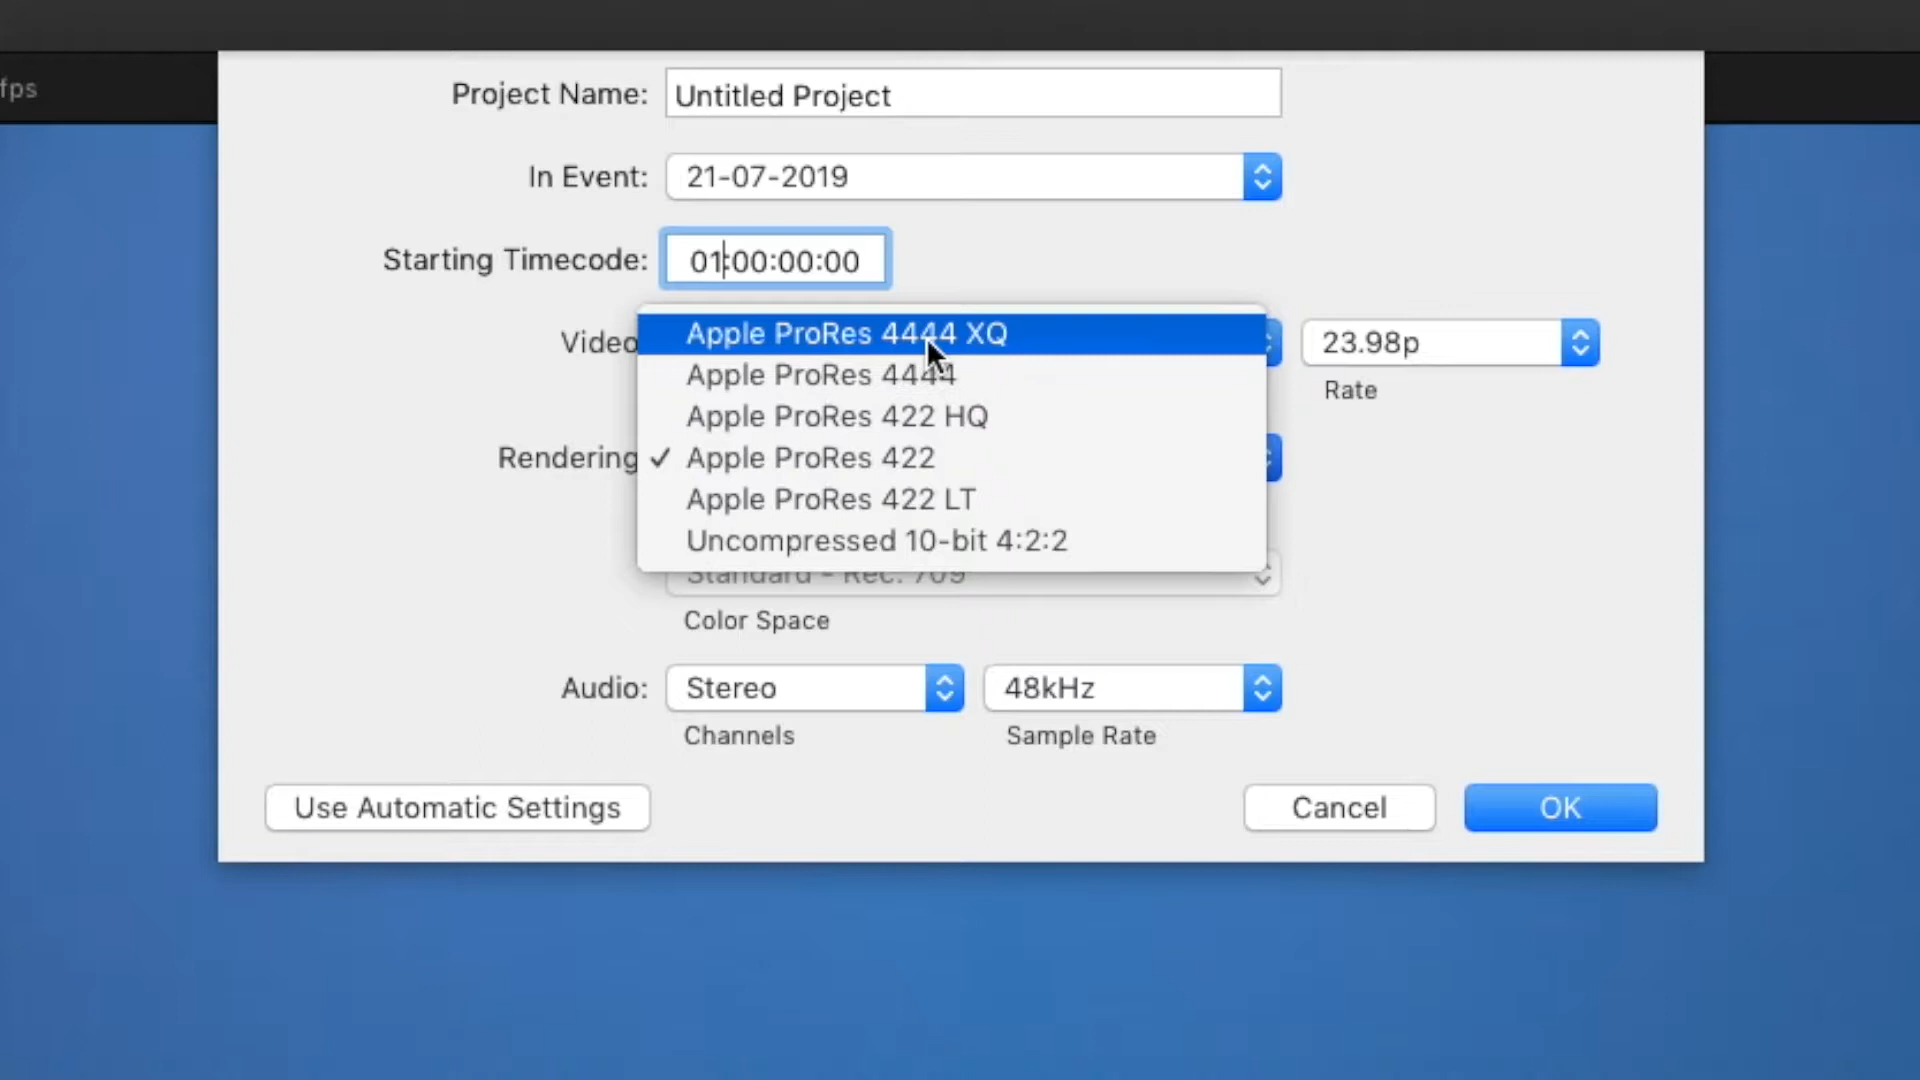 fps
Project Name: Untitled Project
In Event: 21-07-2019
Starting Timecode: 01:00:00:00
Video
Apple ProRes 4444 XQ
23.98p
Rate
Apple ProRes 4444
Apple ProRes 422 HQ
Rendering ✓ Apple ProRes 422
Apple ProRes 422 LT
Uncompressed 10-bit 4:2:2
Standard - Rec. 709
Color Space
Audio: Stereo 48kHz
Channels Sample Rate
Use Automatic Settings Cancel OK